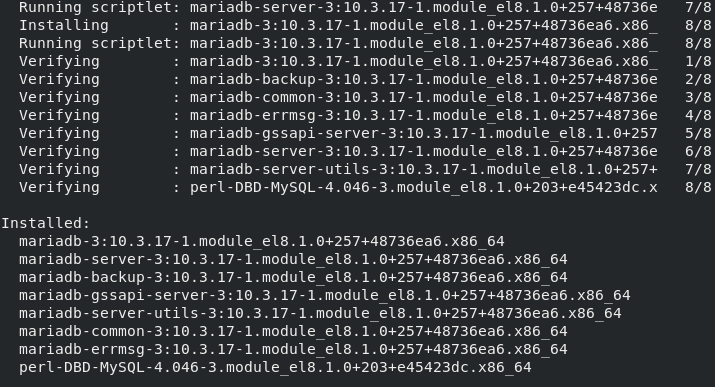 Running scriptlet: mariadb-server-3:10.3.17-1.module_el8.1.0+257+48736e   7/8
Installing       : mariadb-3:10.3.17-1.module_el8.1.0+257+48736ea6.x86_   8/8
Running scriptlet: mariadb-3:10.3.17-1.module_el8.1.0+257+48736ea6.x86_   8/8
Verifying        : mariadb-3:10.3.17-1.module_el8.1.0+257+48736ea6.x86_   1/8
Verifying        : mariadb-backup-3:10.3.17-1.module_el8.1.0+257+48736e   2/8
Verifying        : mariadb-common-3:10.3.17-1.module_el8.1.0+257+48736e   3/8
Verifying        : mariadb-errmsg-3:10.3.17-1.module_el8.1.0+257+48736e   4/8
Verifying        : mariadb-gssapi-server-3:10.3.17-1.module_el8.1.0+257   5/8
Verifying        : mariadb-server-3:10.3.17-1.module_el8.1.0+257+48736e   6/8
Verifying        : mariadb-server-utils-3:10.3.17-1.module_el8.1.0+257+   7/8
Verifying        : perl-DBD-MySQL-4.046-3.module_el8.1.0+203+e45423dc.x   8/8
Installed:
mariadb-3:10.3.17-1.module_el8.1.0+257+48736ea6.x86_64
mariadb-server-3:10.3.17-1.module_el8.1.0+257+48736ea6.x86_64
mariadb-backup-3:10.3.17-1.module_el8.1.0+257+48736ea6.x86_64
mariadb-gssapi-server-3:10.3.17-1.module_el8.1.0+257+48736ea6.x86_64
mariadb-server-utils-3:10.3.17-1.module_el8.1.0+257+48736ea6.x86_64
mariadb-common-3:10.3.17-1.module_el8.1.0+257+48736ea6.x86_64
mariadb-errmsg-3:10.3.17-1.module_el8.1.0+257+48736ea6.x86_64
perl-DBD-MySQL-4.046-3.module_el8.1.0+203+e45423dc.x86_64